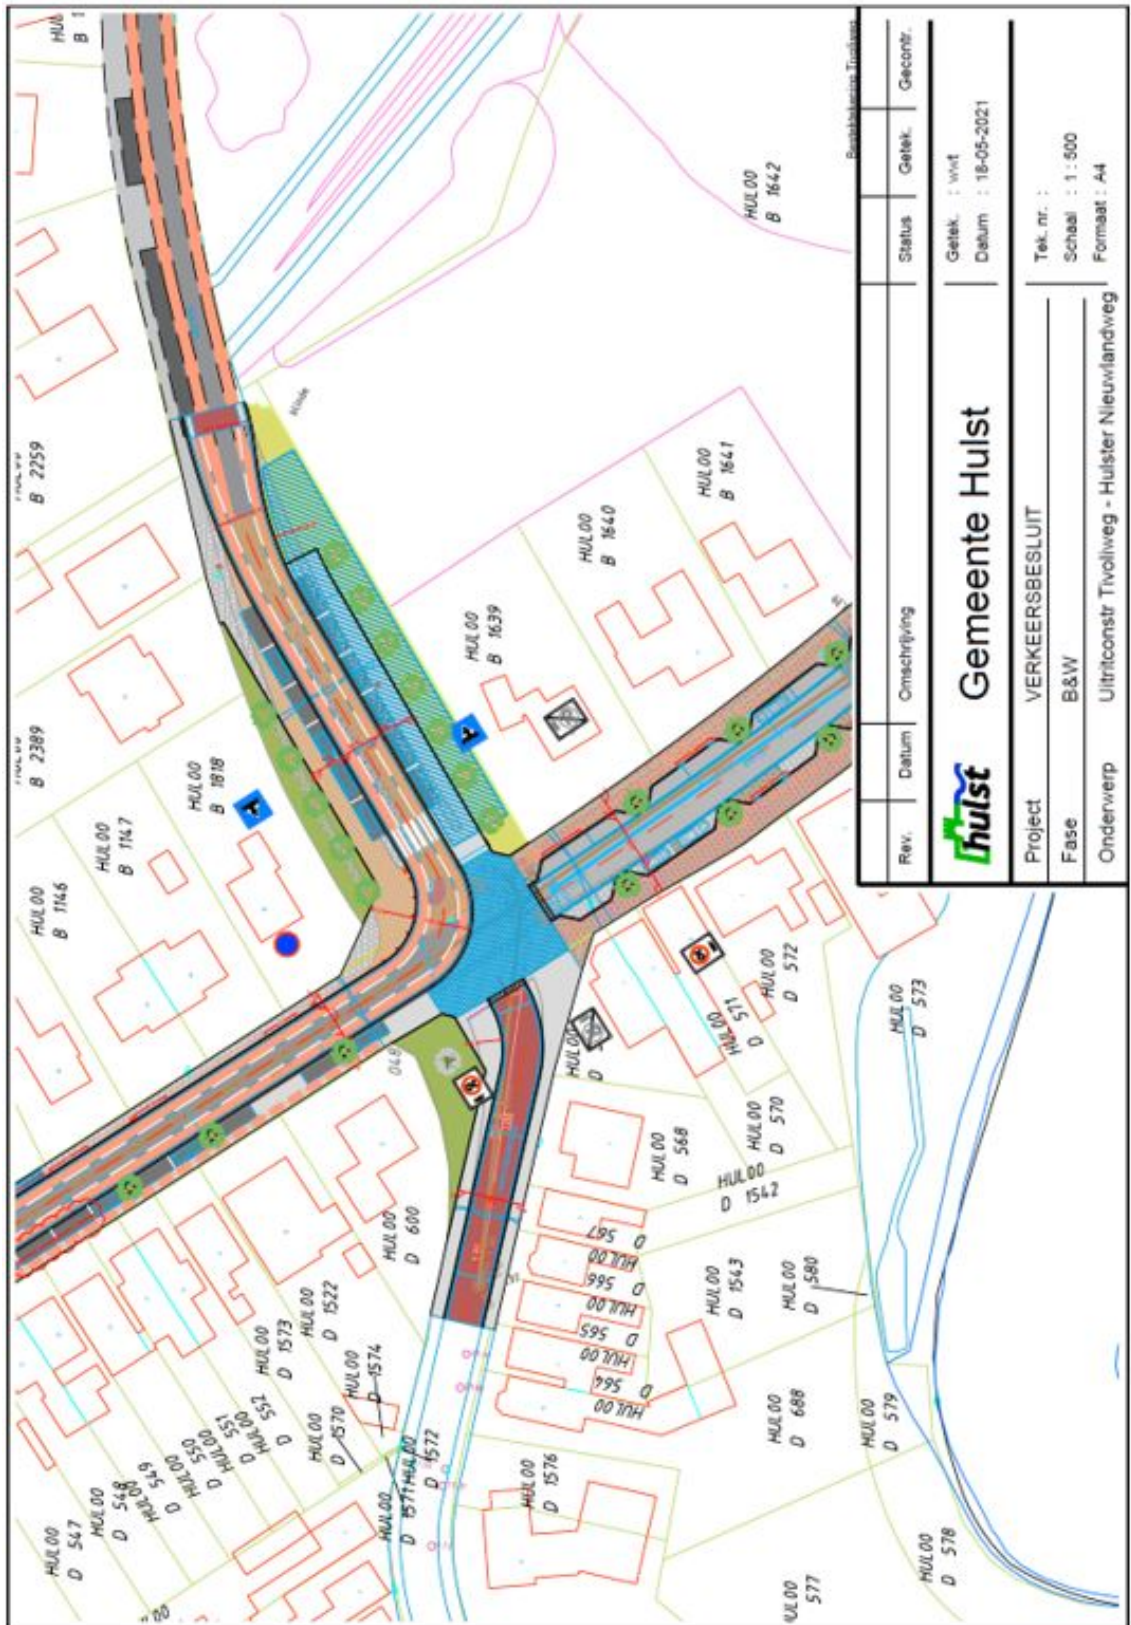 Rev.
Datum
Omschrijving
Status
Getek.
Gecontr.
hulst
Gemeente Hulst
Getek. : wvt
Datum : 18-05-2021
Project VERKEERSBESLUIT
Fase B&W
Onderwerp Uitritconstr Tivoliweg - Hulster Nieuwlandweg
Tek. nr. :
Schaal : 1 : 500
Formaat : A4
HUL00
B 2259
B 2389
HUL00
B 1818
HUL00
B 1147
HUL00
B 1146
HUL00
B 1642
HUL00
B 1641
HUL00
B 1640
HUL00
B 1639
HUL00
D 573
HUL00
D 572
HUL00
D 571
HUL00
D 570
HUL00
D 568
HUL00
D 1542
HUL00
D 567
HUL00
D 566
HUL00
D 565
HUL00
D 564
HUL00
D 1543
HUL00
D 580
HUL00
D 688
HUL00
D 579
HUL00
D 578
577
HUL00
D 1576
HUL00
D 600
HUL00
D 1522
HUL00
D 1573
HUL00
D 1574
HUL00
D 1570
HUL00
D 1572
HUL00
D 1571
HUL00
D 552
HUL00
D 551
HUL00
D 550
HUL00
D 549
HUL00
D 548
HUL00
D 547